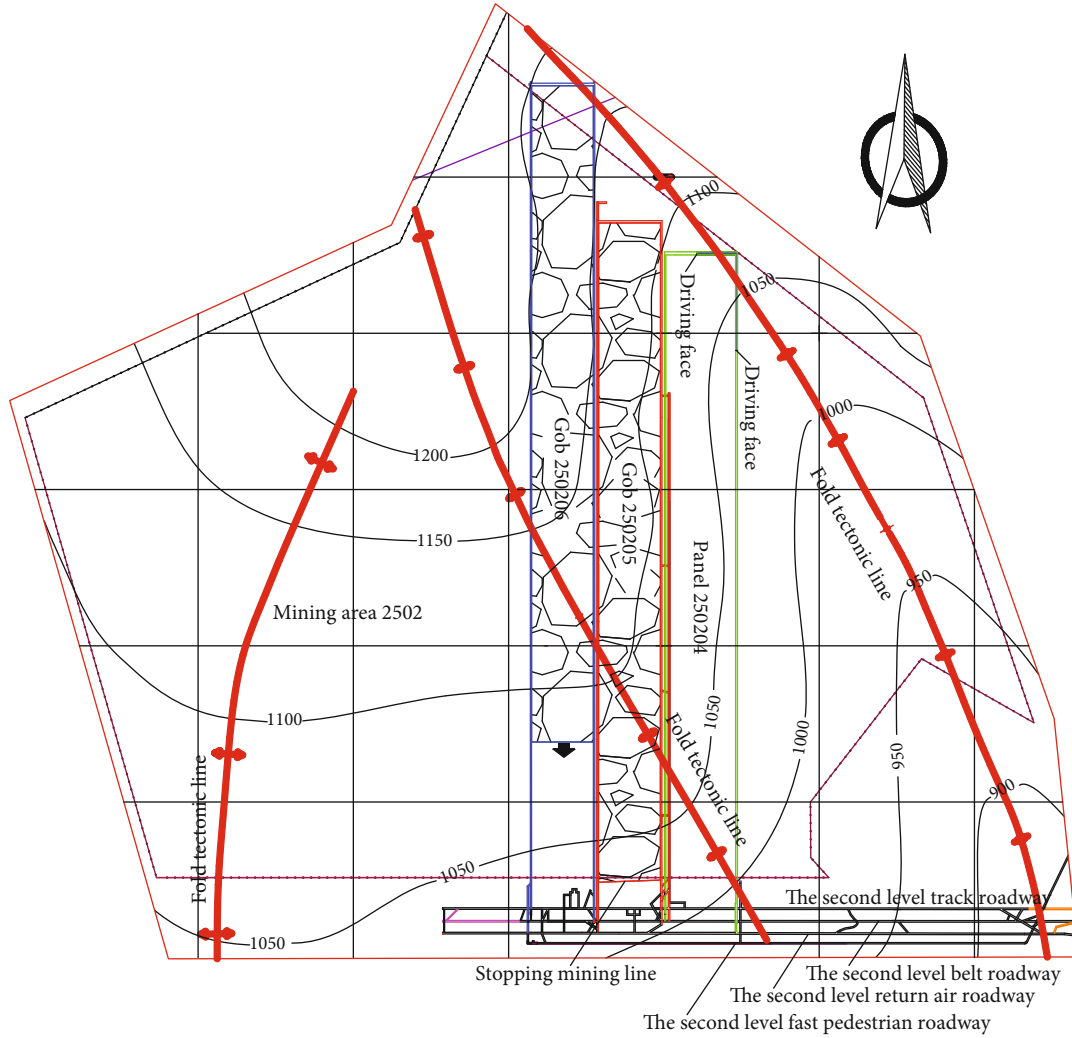 1100
1050
Driving face
Driving face
1000
1200
Gob 250206
Gob 250205
Fold tectonic line
1150
950
Panel 250204
Mining area 2502
1100
1050
1000
950
Fold tectonic line
Fold tectonic line
900
1050
The second level track roadway
1050
Stopping mining line
The second level belt roadway
The second level return air roadway
The second level fast pedestrian roadway